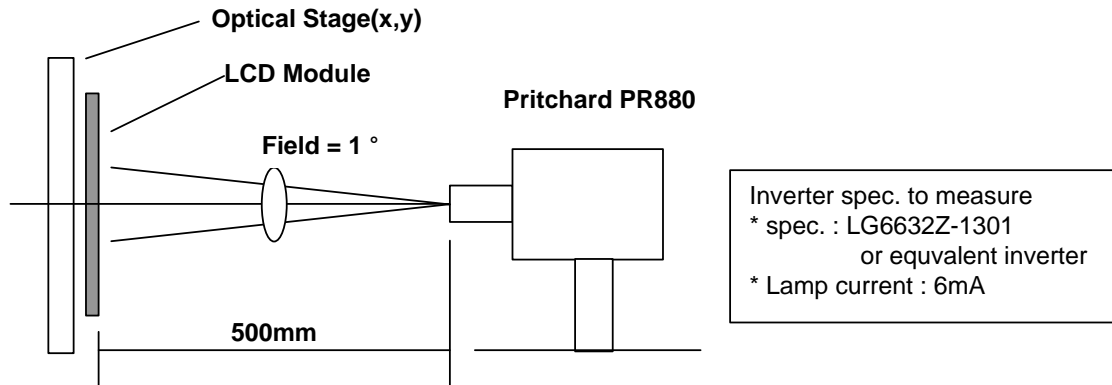 Optical Stage(x,y)
LCD Module
Pritchard PR880
Field = 1 °
Inverter spec. to measure
* spec. : LG6632Z-1301
or equvalent inverter
* Lamp current : 6mA
500mm